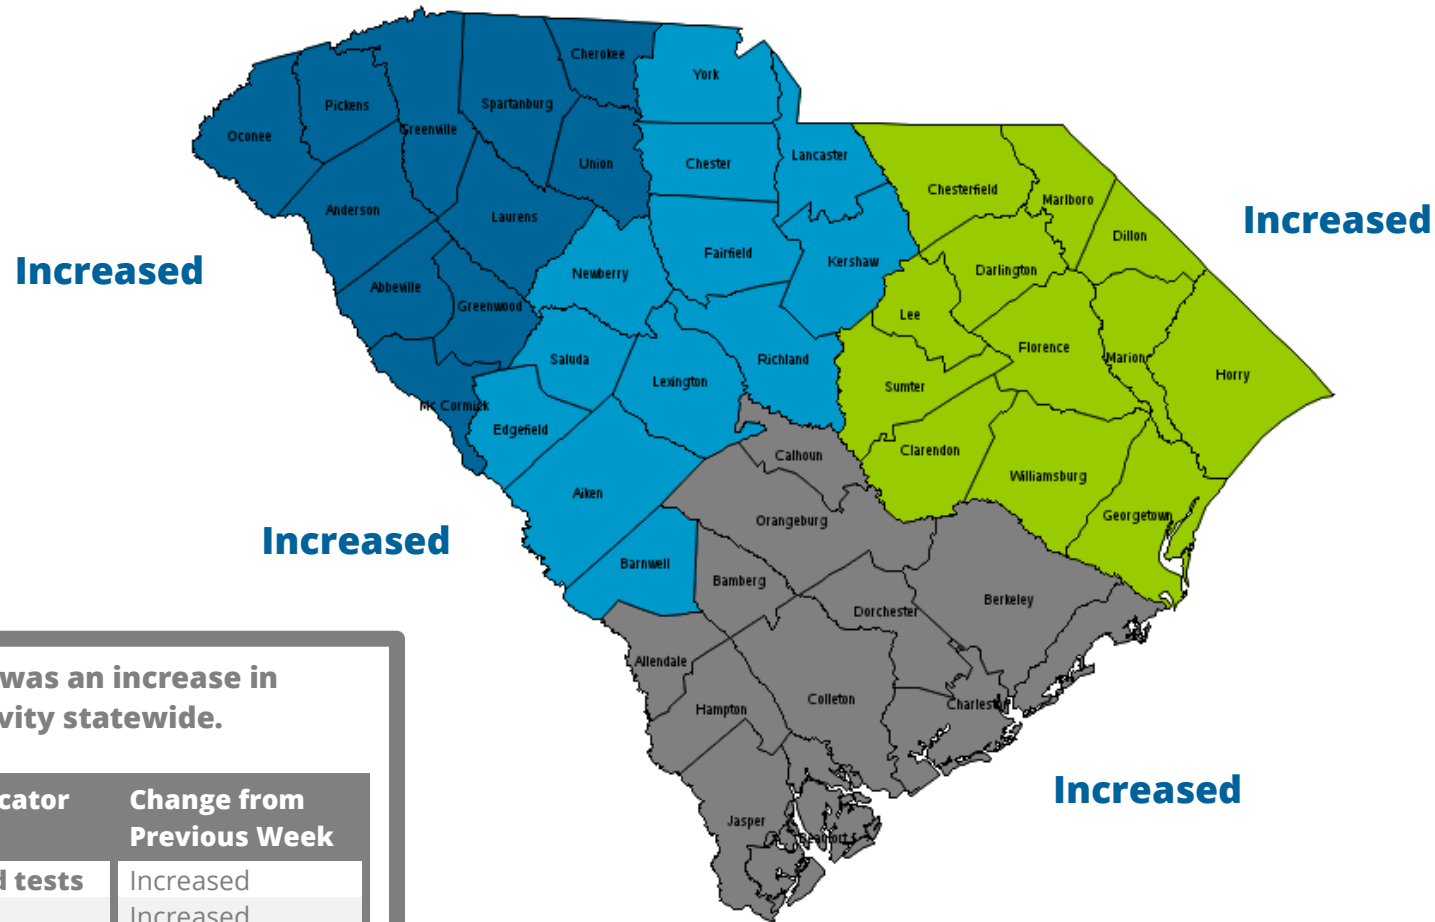 Cherokee
York
Pickens
Spartanburg
Greenville
Oconee
Union
Chester
Lancaster
Chesterfield
Marlboro
Anderson
Laurens
Dillon
Increased
Increased
Newberry
Fairfield
Kershaw
Darlington
Abbeville
Greenwood
Lee
Saluda
Lexington
Richland
Florence
Marion
Horry
Sumter
Mc Cormick
Edgefield
Calhoun
Clarendon
Williamsburg
Aiken
Orangeburg
Georgetown
Increased
Barnwell
Bamberg
Dorchester
Berkeley
Allendale
Hampton
Colleton
Charleston
Increased
Jasper
Beaufort
was an increase in
vity statewide.
cator
Change from
Previous Week
d tests
Increased
Increased